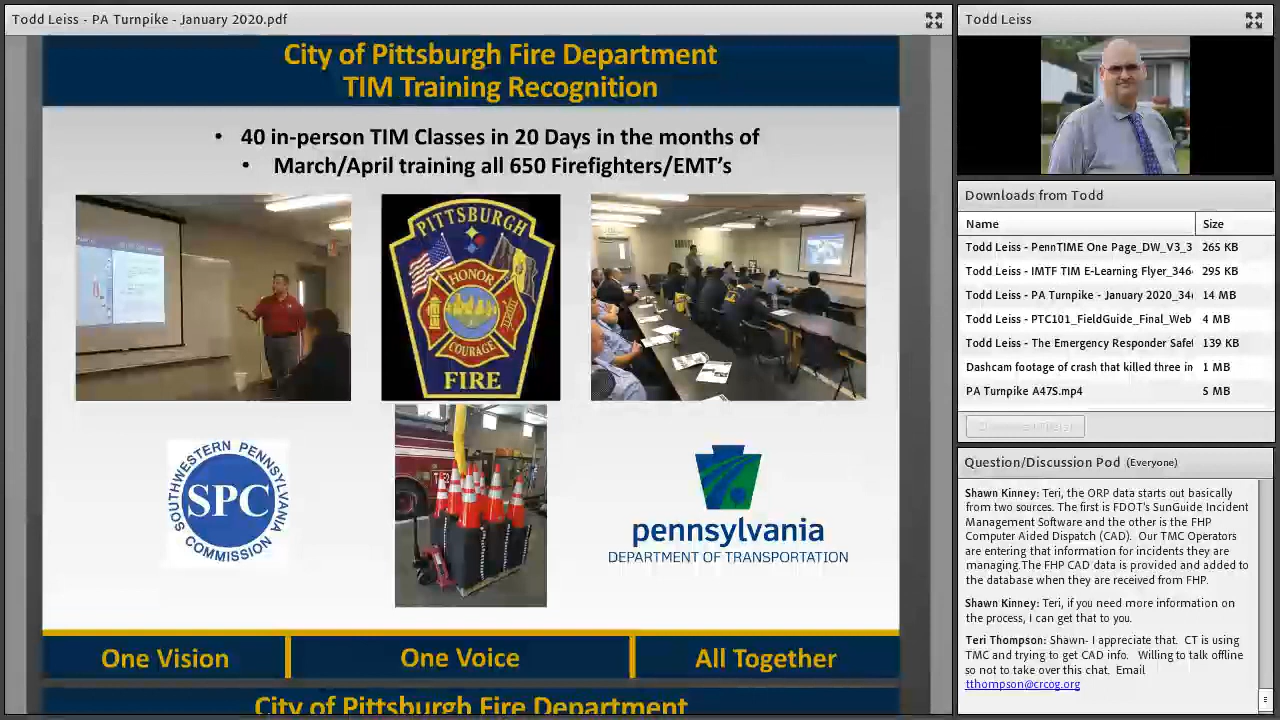 Todd Leiss - PA Turnpike - January 2020.pdf
City of Pittsburgh Fire Department
TIM Training Recognition
• 40 in-person TIM Classes in 20 Days in the months of
• March/April training all 650 Firefighters/EMT's
PITTSBURGH
HONOR
COURAGE
FIRE
SOUTHWESTERN PENNSYLVANIA
SPC
COMMISSION
pennsylvania
DEPARTMENT OF TRANSPORTATION
One Vision
One Voice
All Together
City of Pittsburgh Fire Department
Todd Leiss
Downloads from Todd
Name Size
Todd Leiss - PennTIME One Page_DW_V3_3 265 KB
Todd Leiss - IMTF TIM E-Learning Flyer_346 295 KB
Todd Leiss - PA Turnpike - January 2020_34 14 MB
Todd Leiss - PTC101_FieldGuide_Final_Web 4 MB
Todd Leiss - The Emergency Responder Safe 139 KB
Dashcam footage of crash that killed three in 1 MB
PA Turnpike A47S.mp4 5 MB
Question/Discussion Pod (Everyone)
Shawn Kinney: Teri, the ORP data starts out basically
from two sources. The first is FDOT's SunGuide Incident
Management Software and the other is the FHP
Computer Aided Dispatch (CAD). Our TMC Operators
are entering that information for incidents they are
managing.The FHP CAD data is provided and added to
the database when they are received from FHP.
Shawn Kinney: Teri, if you need more information on
the process, I can get that to you.
Teri Thompson: Shawn- I appreciate that. CT is using
TMC and trying to get CAD info. Willing to talk offline
so not to take over this chat. Email
tthompson@crcog.org